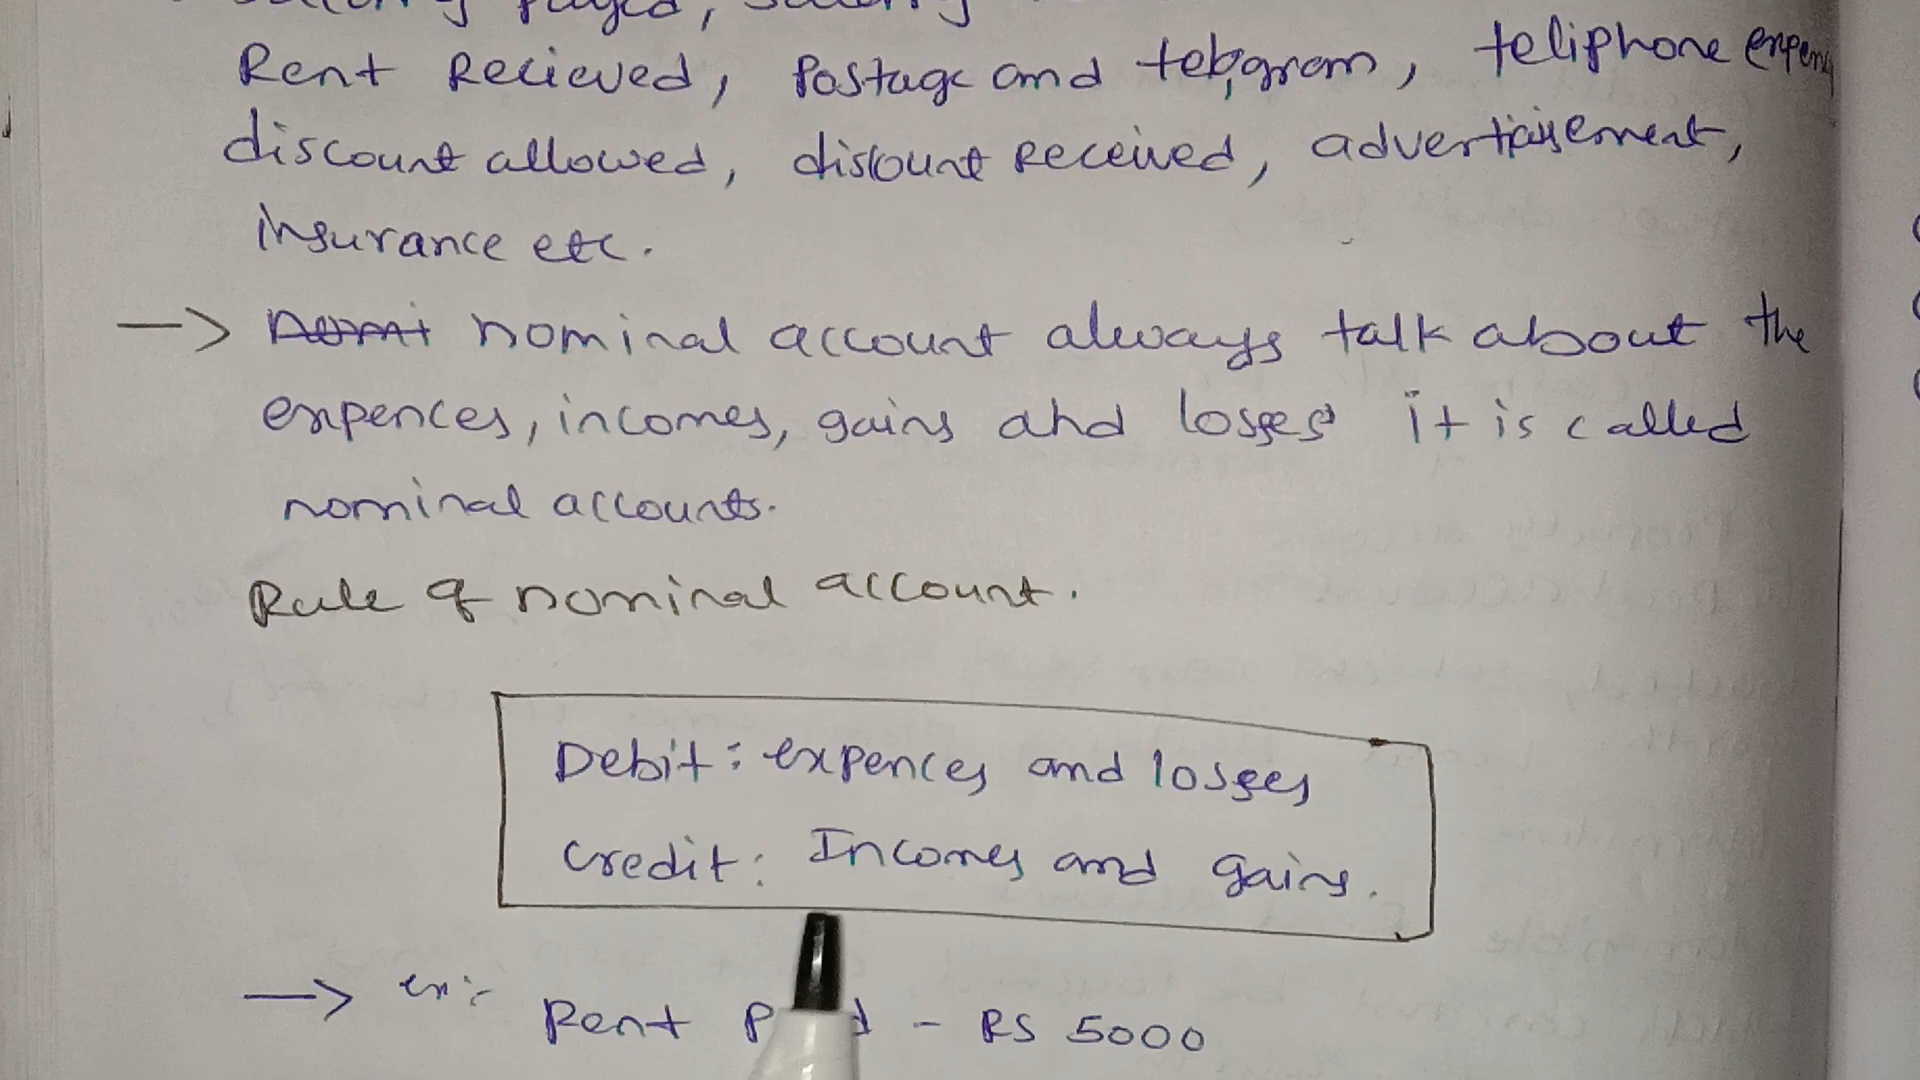 Rent Recieved, Postage and telegram, teliphone
discount allowed, discount Received, advertisement,
insurance etc.
-> nominal account always talk about the
expences, incomes, gains and losses it is called
nominal accounts.
Rule of nominal account.
Debit: expences and losses
credit: Incomes and gains.
-> ex:- Rent - RS 5000